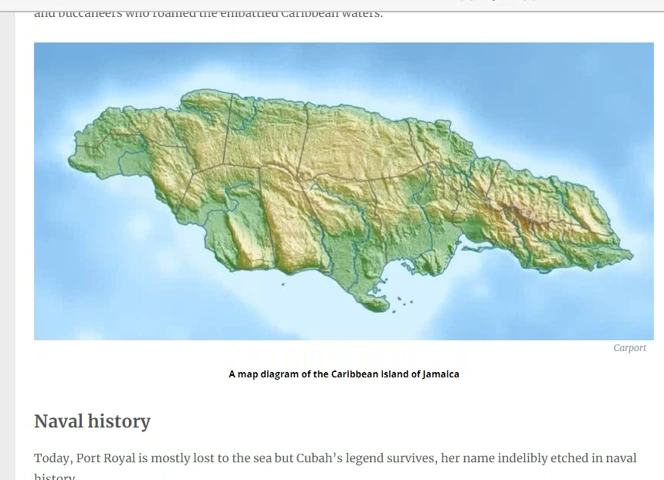 and buccaneers who roamed the embattled Caribbean waters.
Carport
A map diagram of the Caribbean island of Jamaica
Naval history
Today, Port Royal is mostly lost to the sea but Cubah’s legend survives, her name indelibly etched in naval
history.